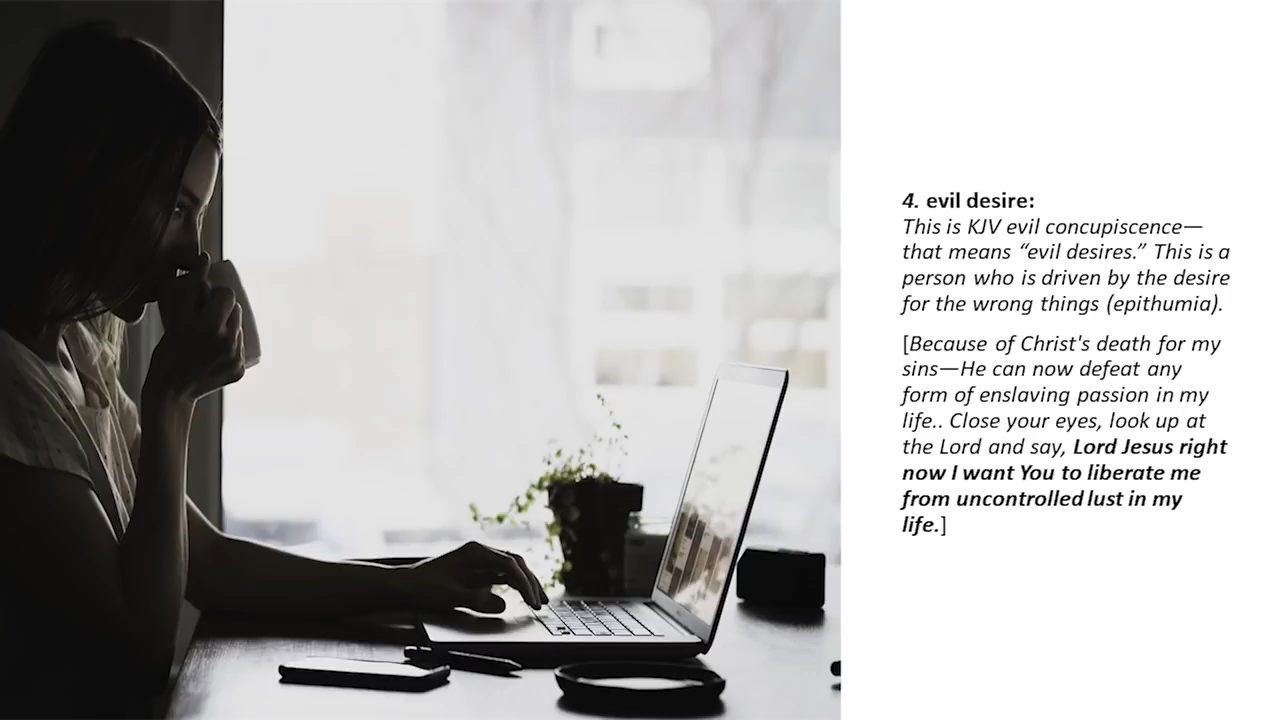 4. evil desire:
This is KJV evil concupiscence—
that means “evil desires.” This is a
person who is driven by the desire
for the wrong things (epithumia).
[Because of Christ's death for my
sins—He can now defeat any
form of enslaving passion in my
life.. Close your eyes, look up at
the Lord and say, Lord Jesus right
now I want You to liberate me
from uncontrolled lust in my
life.]